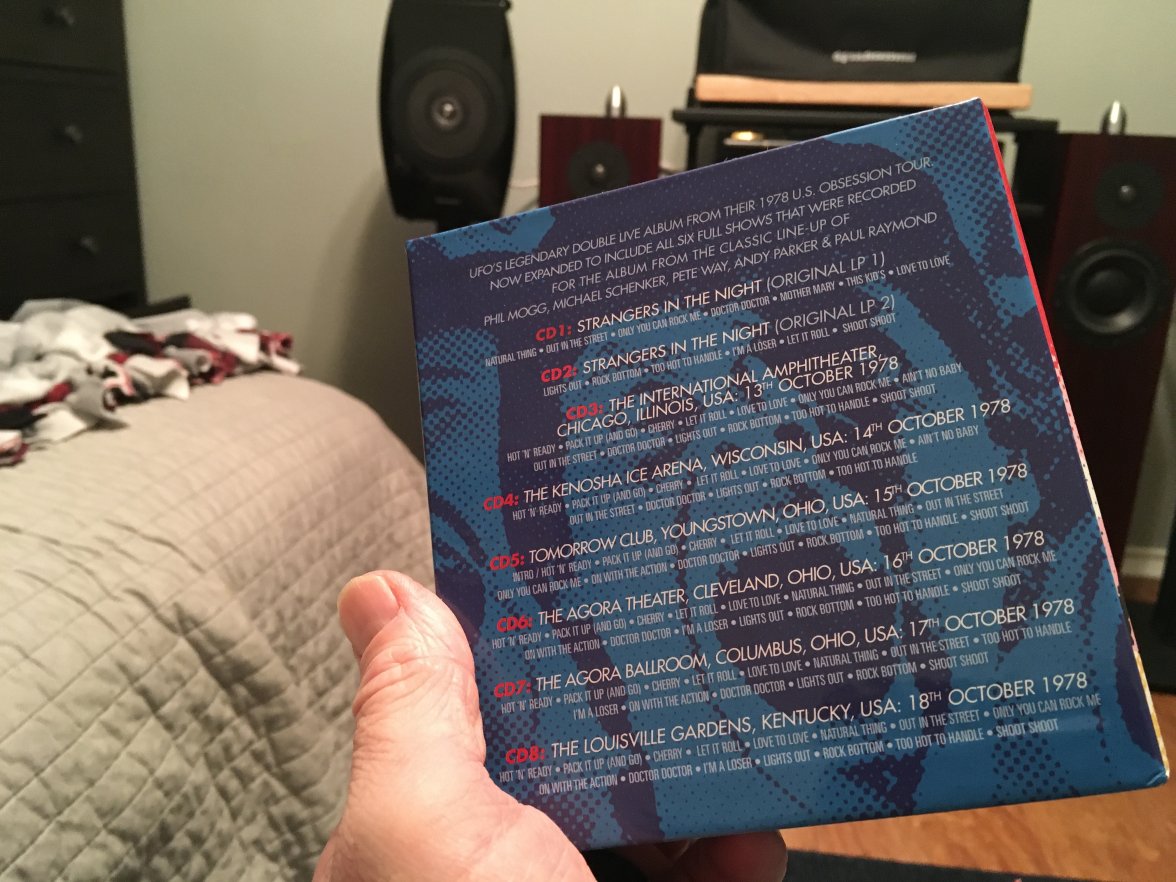 UFO'S LEGENDARY DOUBLE LIVE ALBUM FROM THEIR 1978 U.S. OBSESSION TOUR.
NOW EXPANDED TO INCLUDE ALL SIX FULL SHOWS THAT WERE RECORDED
FOR THE ALBUM FROM THE CLASSIC LINE-UP OF
PHIL MOGG, MICHAEL SCHENKER, PETE WAY, ANDY PARKER & PAUL RAYMOND
CD1: STRANGERS IN THE NIGHT (ORIGINAL LP 1)
NATURAL THING • OUT IN THE STREET • ONLY YOU CAN ROCK ME • DOCTOR DOCTOR • MOTHER MARY • THIS KID'S • LOVE TO LOVE
CD2: STRANGERS IN THE NIGHT (ORIGINAL LP 2)
LIGHTS OUT • ROCK BOTTOM • TOO HOT TO HANDLE • I'M A LOSER • LET IT ROLL • SHOOT SHOOT
CD3: THE INTERNATIONAL AMPHITHEATER,
CHICAGO, ILLINOIS, USA: 13TH OCTOBER 1978
HOT 'N' READY • PACK IT UP (AND GO) • CHERRY • LET IT ROLL • LOVE TO LOVE • ONLY YOU CAN ROCK ME • AIN'T NO BABY
OUT IN THE STREET • DOCTOR DOCTOR • LIGHTS OUT • ROCK BOTTOM • TOO HOT TO HANDLE • SHOOT SHOOT
CD4: THE KENOSHA ICE ARENA, WISCONSIN, USA: 14TH OCTOBER 1978
HOT 'N' READY • PACK IT UP (AND GO) • CHERRY • LET IT ROLL • LOVE TO LOVE • ONLY YOU CAN ROCK ME • AIN'T NO BABY
OUT IN THE STREET • DOCTOR DOCTOR • LIGHTS OUT • ROCK BOTTOM • TOO HOT TO HANDLE
CD5: TOMORROW CLUB, YOUNGSTOWN, OHIO, USA: 15TH OCTOBER 1978
INTRO / HOT 'N' READY • PACK IT UP (AND GO) • CHERRY • LET IT ROLL • LOVE TO LOVE • NATURAL THING • OUT IN THE STREET
ONLY YOU CAN ROCK ME • ON WITH THE ACTION • DOCTOR DOCTOR • LIGHTS OUT • ROCK BOTTOM • TOO HOT TO HANDLE • SHOOT SHOOT
CD6: THE AGORA THEATER, CLEVELAND, OHIO, USA: 16TH OCTOBER 1978
HOT 'N' READY • PACK IT UP (AND GO) • CHERRY • LET IT ROLL • LOVE TO LOVE • NATURAL THING • OUT IN THE STREET • ONLY YOU CAN ROCK ME
ON WITH THE ACTION • DOCTOR DOCTOR • I'M A LOSER • LIGHTS OUT • ROCK BOTTOM • TOO HOT TO HANDLE • SHOOT SHOOT
CD7: THE AGORA BALLROOM, COLUMBUS, OHIO, USA: 17TH OCTOBER 1978
HOT 'N' READY • PACK IT UP (AND GO) • CHERRY • LET IT ROLL • LOVE TO LOVE • NATURAL THING • OUT IN THE STREET • TOO HOT TO HANDLE
I'M A LOSER • ON WITH THE ACTION • DOCTOR DOCTOR • LIGHTS OUT • ROCK BOTTOM • SHOOT SHOOT
CD8: THE LOUISVILLE GARDENS, KENTUCKY, USA: 18TH OCTOBER 1978
HOT 'N' READY • PACK IT UP (AND GO) • CHERRY • LET IT ROLL • LOVE TO LOVE • NATURAL THING • OUT IN THE STREET • ONLY YOU CAN ROCK ME
ON WITH THE ACTION • DOCTOR DOCTOR • I'M A LOSER • LIGHTS OUT • ROCK BOTTOM • TOO HOT TO HANDLE • SHOOT SHOOT